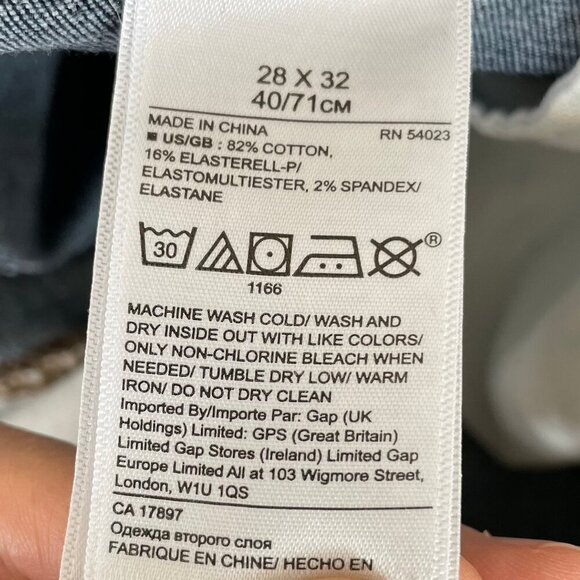 28 X 32
40/71CM
MADE IN CHINA RN 54023
US/GB : 82% COTTON,
16% ELASTERELL-P/
ELASTOMULTIESTER, 2% SPANDEX/
ELASTANE
30 ®
1166
MACHINE WASH COLD/ WASH AND
DRY INSIDE OUT WITH LIKE COLORS/
ONLY NON-CHLORINE BLEACH WHEN
NEEDED/ TUMBLE DRY LOW/ WARM
IRON/ DO NOT DRY CLEAN
Imported By/Importe Par: Gap (UK
Holdings) Limited: GPS (Great Britain)
Limited Gap Stores (Ireland) Limited Gap
Europe Limited All at 103 Wigmore Street,
London, W1U 1QS
CA 17897
Одежда второго слоя
FABRIQUE EN CHINE/ HECHO EN